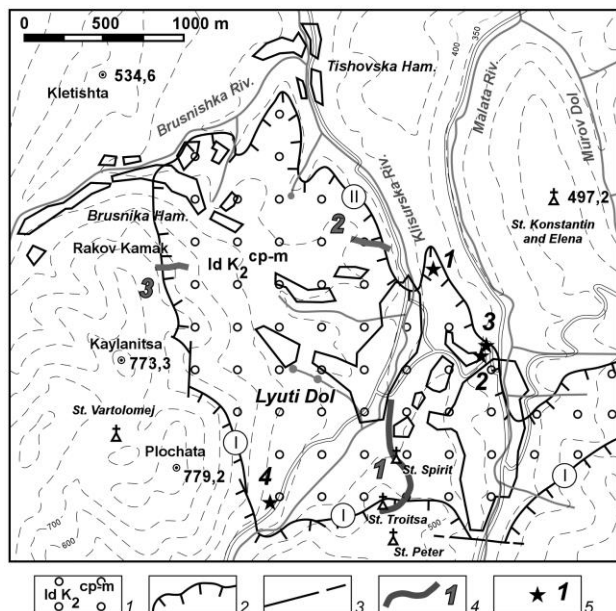 0 500 1000 m
534,6
Kletishta
Tishovska Ham.
Brusnishka Riv.
400
350
Malata Riv.
Murov Dol
497,2
St. Konstantin
and Elena
II
Klisurska Riv.
Brusnika Ham.
Rakov Kamak
2
ld K2 cp-m
1
3
3
Kaylanitsa
773,3
2
Lyuti Dol
St. Vartolomej
I
Plochata
779,2
4
1
St. Spirit
I
I
St. Troitsa
500
St. Peter
700
600
ld K2 cp-m 1
2
3
1 4
1 5